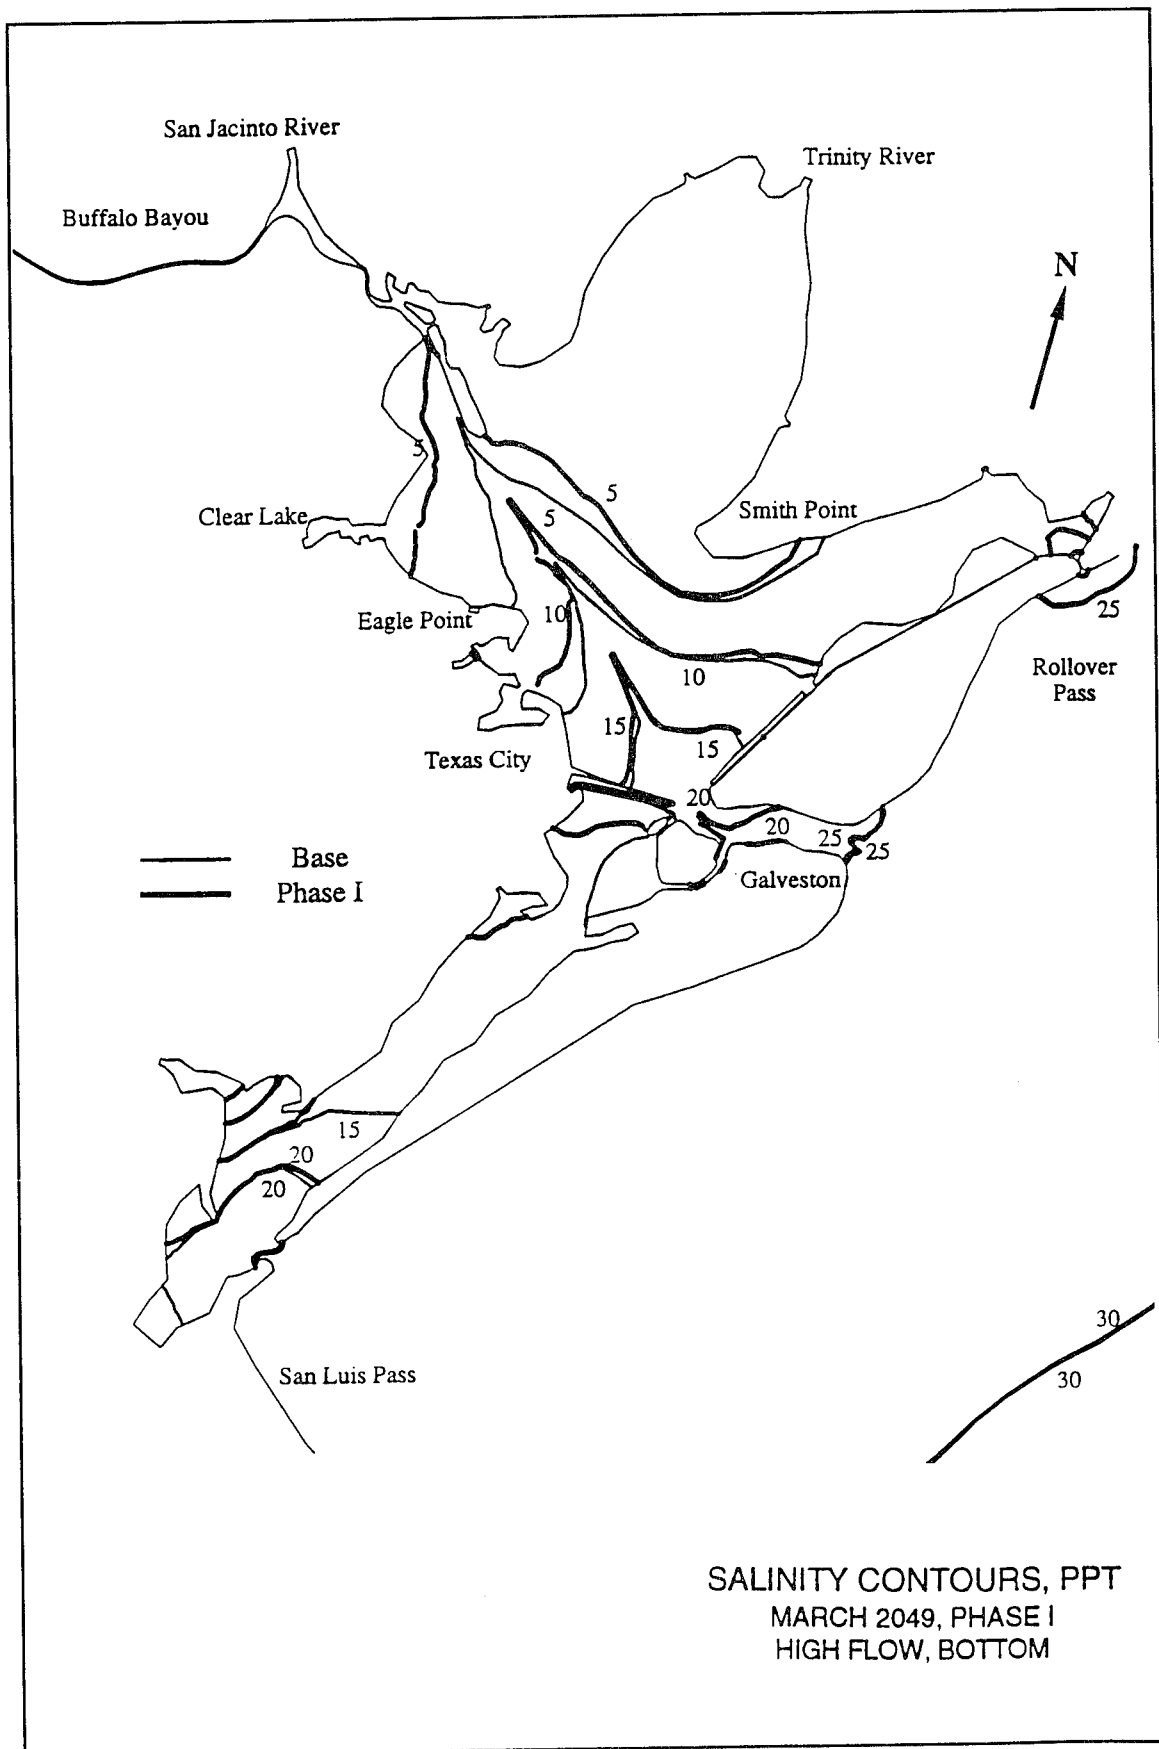 San Jacinto River
Trinity River
Buffalo Bayou
N
5
5
Clear Lake
5
Smith Point
10
Eagle Point
25
10
Rollover
Pass
15
15
Texas City
20
20
25
25
Base
Galveston
Phase I
15
20
20
30
San Luis Pass
30
SALINITY CONTOURS, PPT
MARCH 2049, PHASE I
HIGH FLOW, BOTTOM